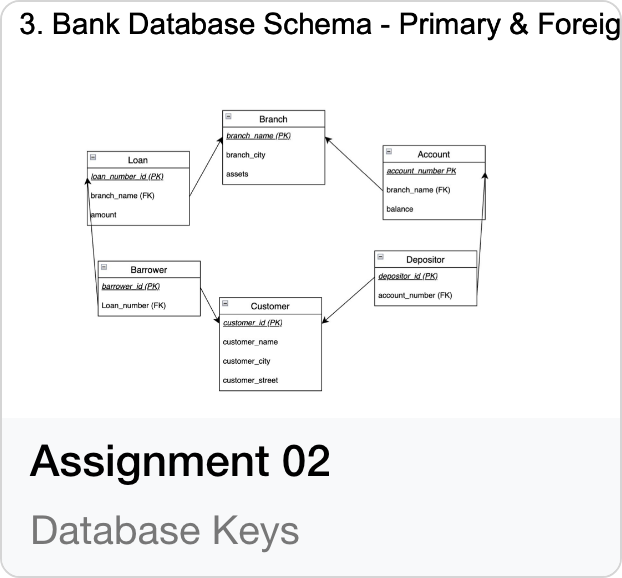 3. Bank Database Schema - Primary & Foreig
Branch
branch_name (PK)
branch_city
assets
Loan
loan_number_id (PK)
branch_name (FK)
amount
Account
account_number PK
branch_name (FK)
balance
Barrower
barrower_id (PK)
Loan_number (FK)
Depositor
depositor_id (PK)
account_number (FK)
Customer
customer_id (PK)
customer_name
customer_city
customer_street
Assignment 02
Database Keys